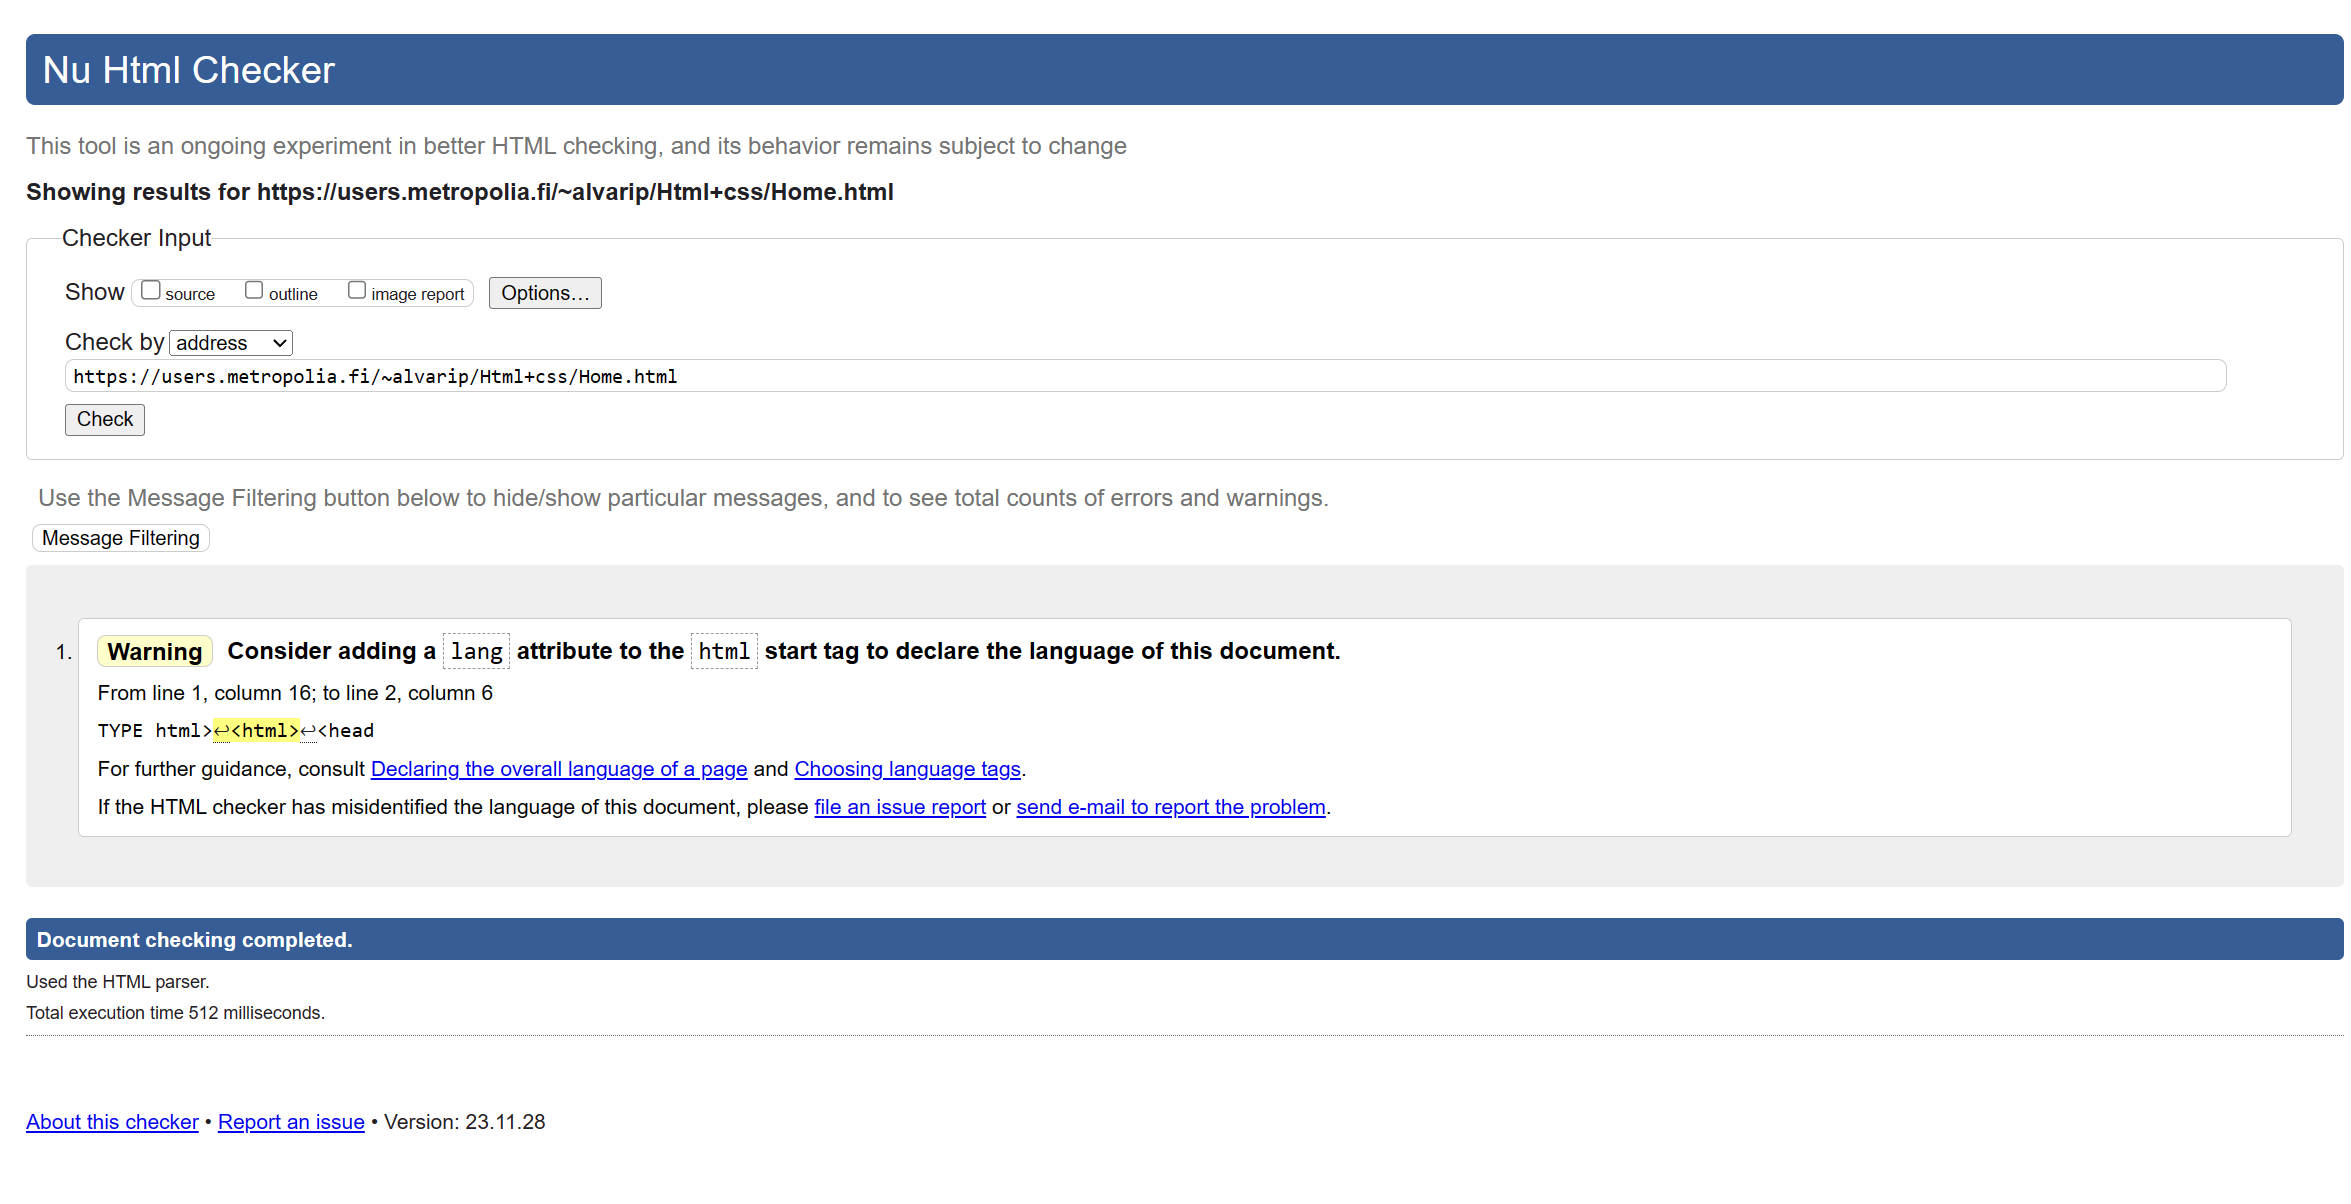 Nu Html Checker
This tool is an ongoing experiment in better HTML checking, and its behavior remains subject to change
Showing results for https://users.metropolia.fi/~alvarip/Html+css/Home.html
Checker Input
Show source outline image report Options...
Check by address
https://users.metropolia.fi/~alvarip/Html+css/Home.html
Check
Use the Message Filtering button below to hide/show particular messages, and to see total counts of errors and warnings.
Message Filtering
1. Warning Consider adding a lang attribute to the html start tag to declare the language of this document.
From line 1, column 16; to line 2, column 6
TYPE html>↩<html>↩<head
For further guidance, consult Declaring the overall language of a page and Choosing language tags.
If the HTML checker has misidentified the language of this document, please file an issue report or send e-mail to report the problem.
Document checking completed.
Used the HTML parser.
Total execution time 512 milliseconds.
About this checker • Report an issue • Version: 23.11.28